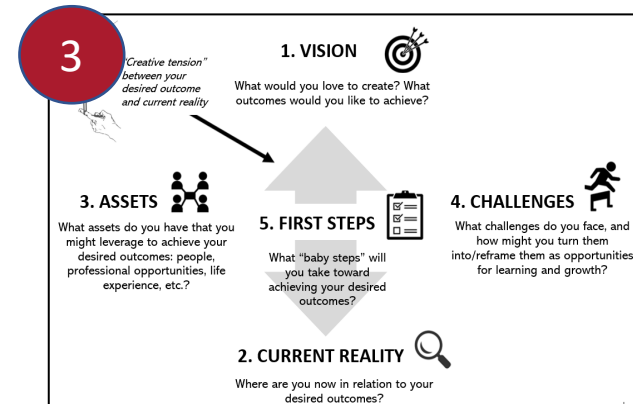 3
"Creative tension"
between your
desired outcome
and current reality
1. VISION
What would you love to create? What
outcomes would you like to achieve?
3. ASSETS
What assets do you have that you
might leverage to achieve your
desired outcomes: people,
professional opportunities, life
experience, etc.?
5. FIRST STEPS
What "baby steps" will
you take toward
achieving your desired
outcomes?
4. CHALLENGES
What challenges do you face, and
how might you turn them
into/reframe them as opportunities
for learning and growth?
2. CURRENT REALITY
Where are you now in relation to your
desired outcomes?